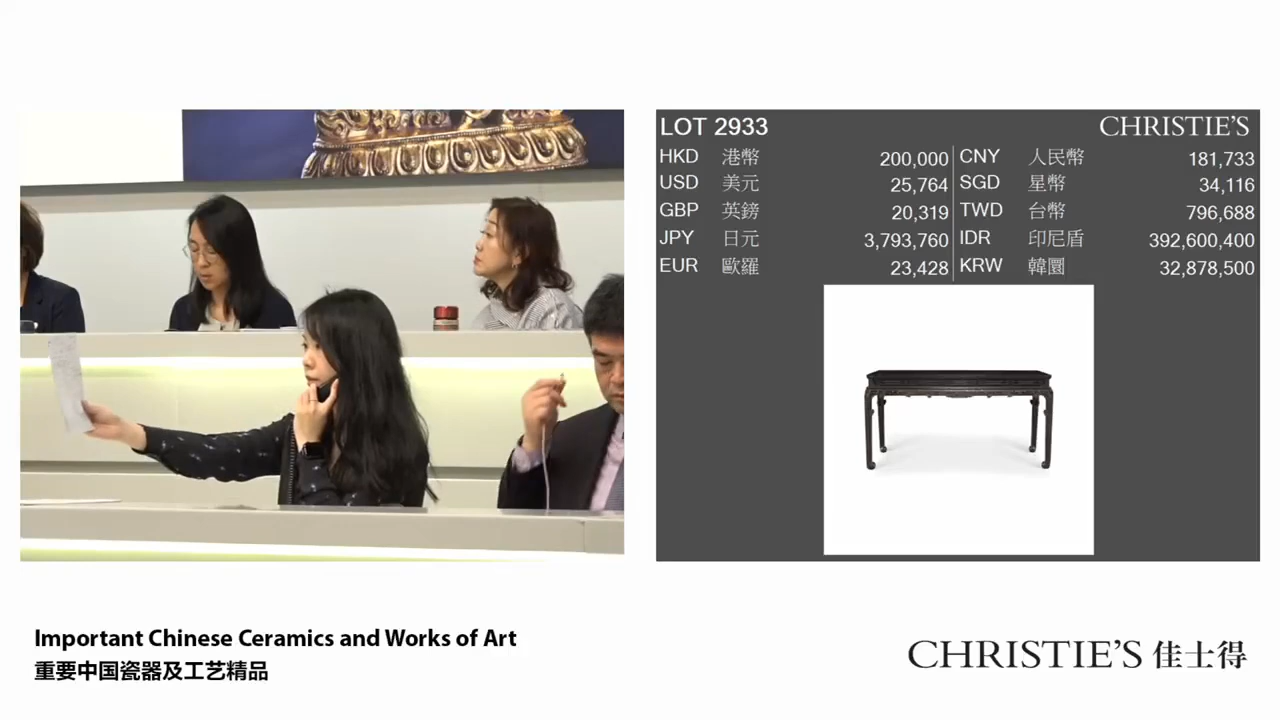 LOT 2933
CHRISTIE'S
HKD 港幣 200,000 CNY 人民幣 181,733
USD 美元 25,764 SGD 星幣 34,116
GBP 英鎊 20,319 TWD 台幣 796,688
JPY 日元 3,793,760 IDR 印尼盾 392,600,400
EUR 歐羅 23,428 KRW 韓圜 32,878,500
Important Chinese Ceramics and Works of Art
重要中国瓷器及工艺精品
CHRISTIE'S 佳士得